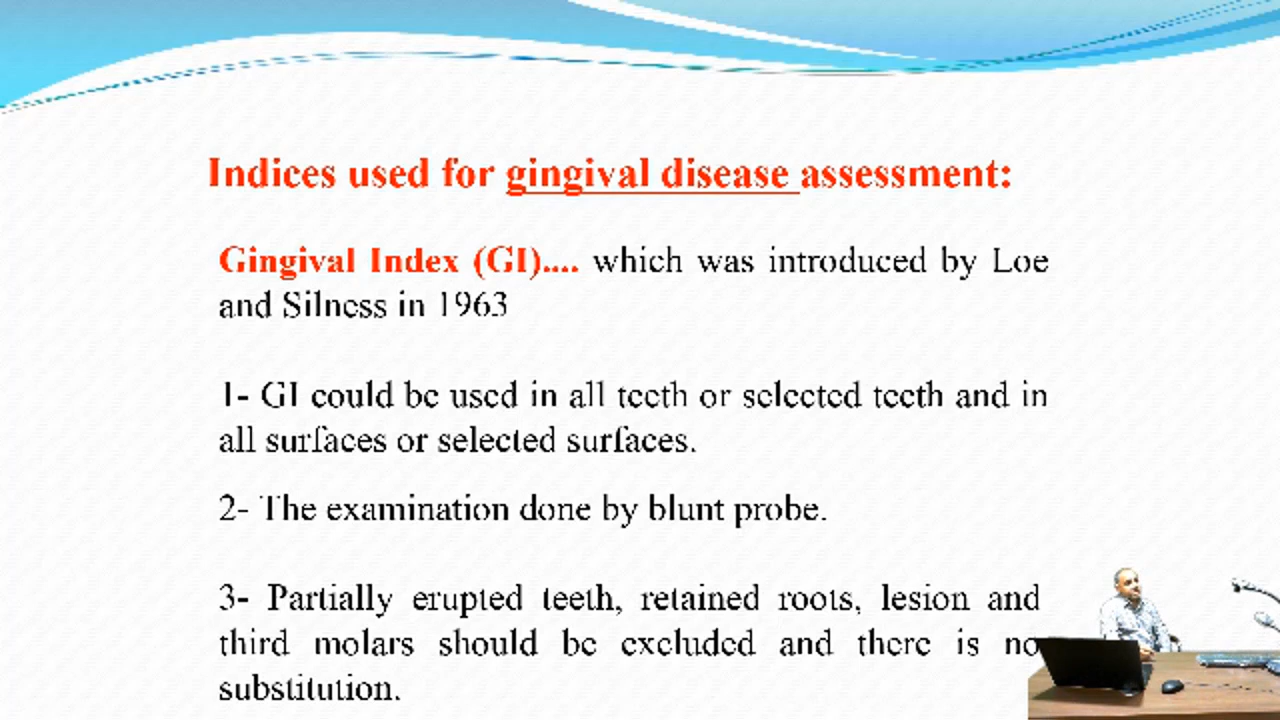 Indices used for gingival disease assessment:
Gingival Index (GI).... which was introduced by Loe
and Silness in 1963
1- GI could be used in all teeth or selected teeth and in
all surfaces or selected surfaces.
2- The examination done by blunt probe.
3- Partially erupted teeth, retained roots, lesion and
third molars should be excluded and there is no
substitution.